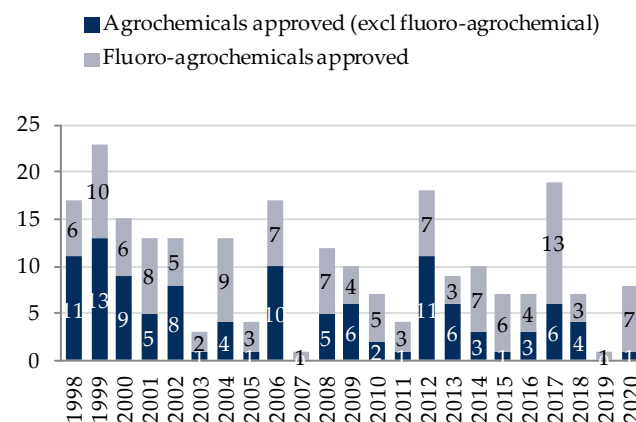 Agrochemicals approved (excl fluoro-agrochemical)
Fluoro-agrochemicals approved
25
20
15
10
5
0
6 10 6 8 5 2 9 3 7 1 7 4 5 3 7 3 7 6 4 13 3 1 7
11 13 9 5 8 1 4 1 10 5 6 2 1 11 6 3 1 3 6 4 1
1998 1999 2000 2001 2002 2003 2004 2005 2006 2007 2008 2009 2010 2011 2012 2013 2014 2015 2016 2017 2018 2019 2020